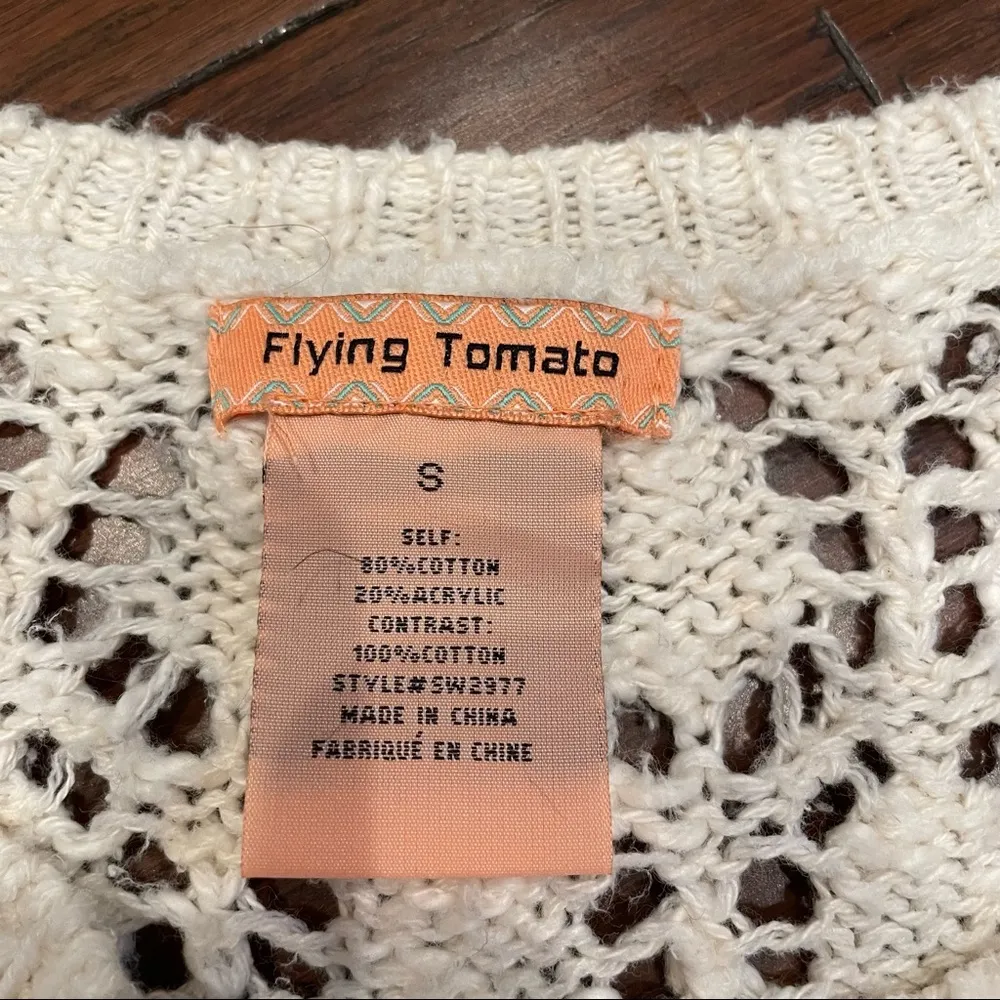 Flying Tomato
S
SELF:
80%COTTON
20%ACRYLIC
CONTRAST:
100%COTTON
STYLE#SW2977
MADE IN CHINA
FABRIQUÉ EN CHINE